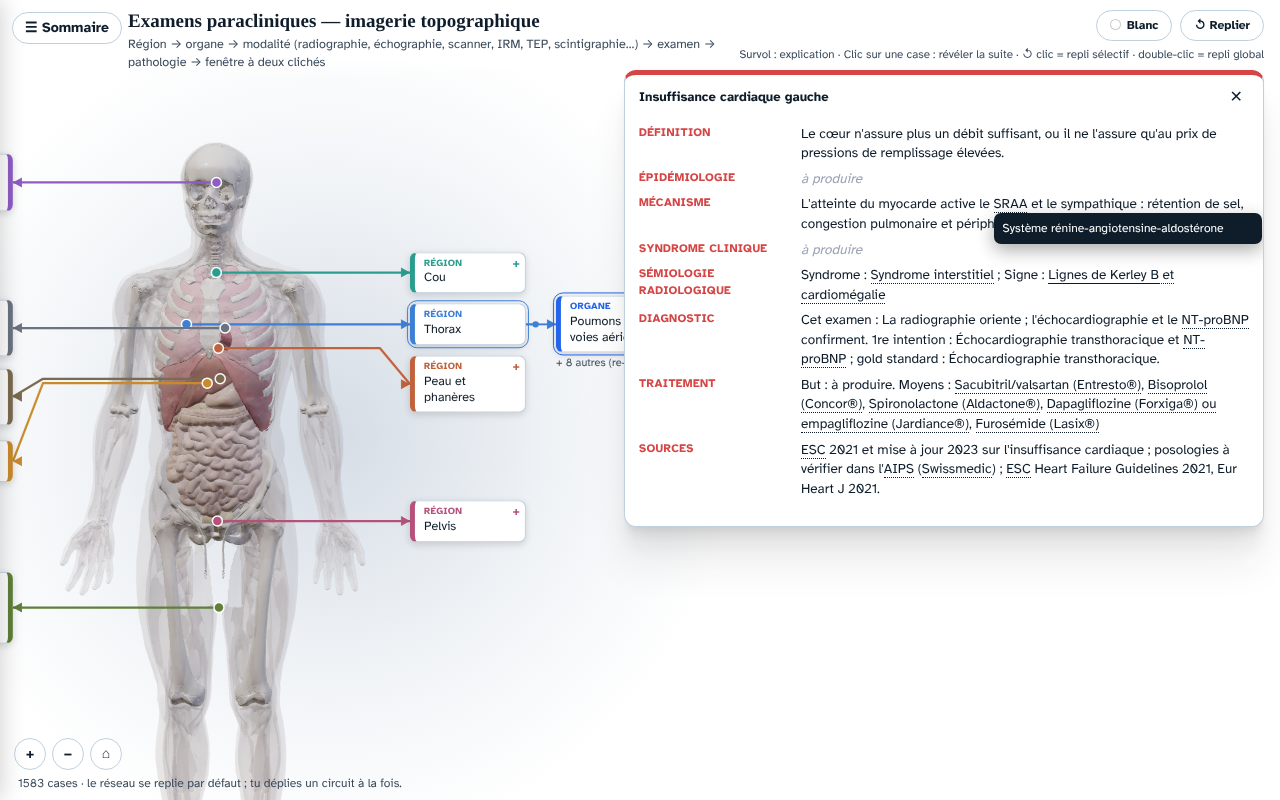 ☰ Sommaire
Examens paracliniques — imagerie topographique
Région → organe → modalité (radiographie, échographie, scanner, IRM, TEP, scintigraphie…) → examen →
pathologie → fenêtre à deux clichés
Blanc
↺ Replier
Survol : explication · Clic sur une case : révéler la suite · ↺ clic = repli sélectif · double-clic = repli global
RÉGION +
Cou
RÉGION
Thorax
ORGANE
Poumons
voies aéri
+ 8 autres (re-
RÉGION +
Peau et
phanères
RÉGION +
Pelvis
Insuffisance cardiaque gauche ✕
DÉFINITION
Le cœur n'assure plus un débit suffisant, ou il ne l'assure qu'au prix de
pressions de remplissage élevées.
ÉPIDÉMIOLOGIE
à produire
MÉCANISME
L'atteinte du myocarde active le SRAA et le sympathique : rétention de sel,
congestion pulmonaire et périph
Système rénine-angiotensine-aldostérone
SYNDROME CLINIQUE
à produire
SÉMIOLOGIE
RADIOLOGIQUE
Syndrome : Syndrome interstitiel ; Signe : Lignes de Kerley B et
cardiomégalie
DIAGNOSTIC
Cet examen : La radiographie oriente ; l'échocardiographie et le NT-proBNP
confirment. 1re intention : Échocardiographie transthoracique et NT-
proBNP ; gold standard : Échocardiographie transthoracique.
TRAITEMENT
But : à produire. Moyens : Sacubitril/valsartan (Entresto®), Bisoprolol
(Concor®), Spironolactone (Aldactone®), Dapagliflozine (Forxiga®) ou
empagliflozine (Jardiance®), Furosémide (Lasix®)
SOURCES
ESC 2021 et mise à jour 2023 sur l'insuffisance cardiaque ; posologies à
vérifier dans l'AIPS (Swissmedic) ; ESC Heart Failure Guidelines 2021, Eur
Heart J 2021.
+ − ⌂
1583 cases · le réseau se replie par défaut ; tu déplies un circuit à la fois.